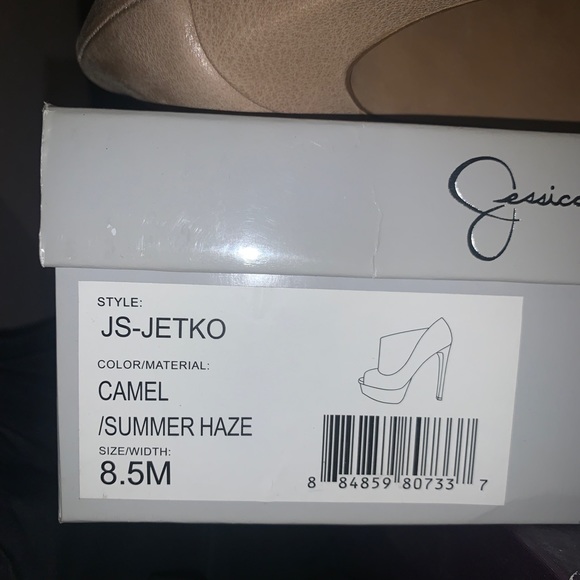 Jessica
STYLE:
JS-JETKO
COLOR/MATERIAL:
CAMEL
/SUMMER HAZE
SIZE/WIDTH:
8.5M
8 84859 80733 7